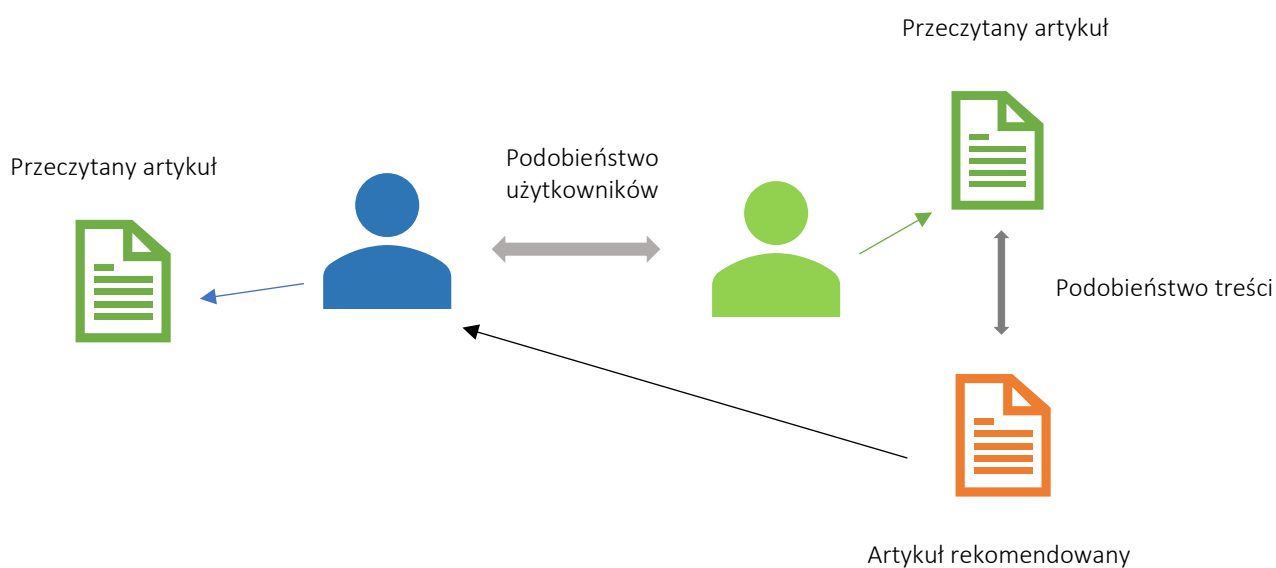 Przeczytany artykuł
Przeczytany artykuł
Podobieństwo
użytkowników
Podobieństwo treści
Artykuł rekomendowany